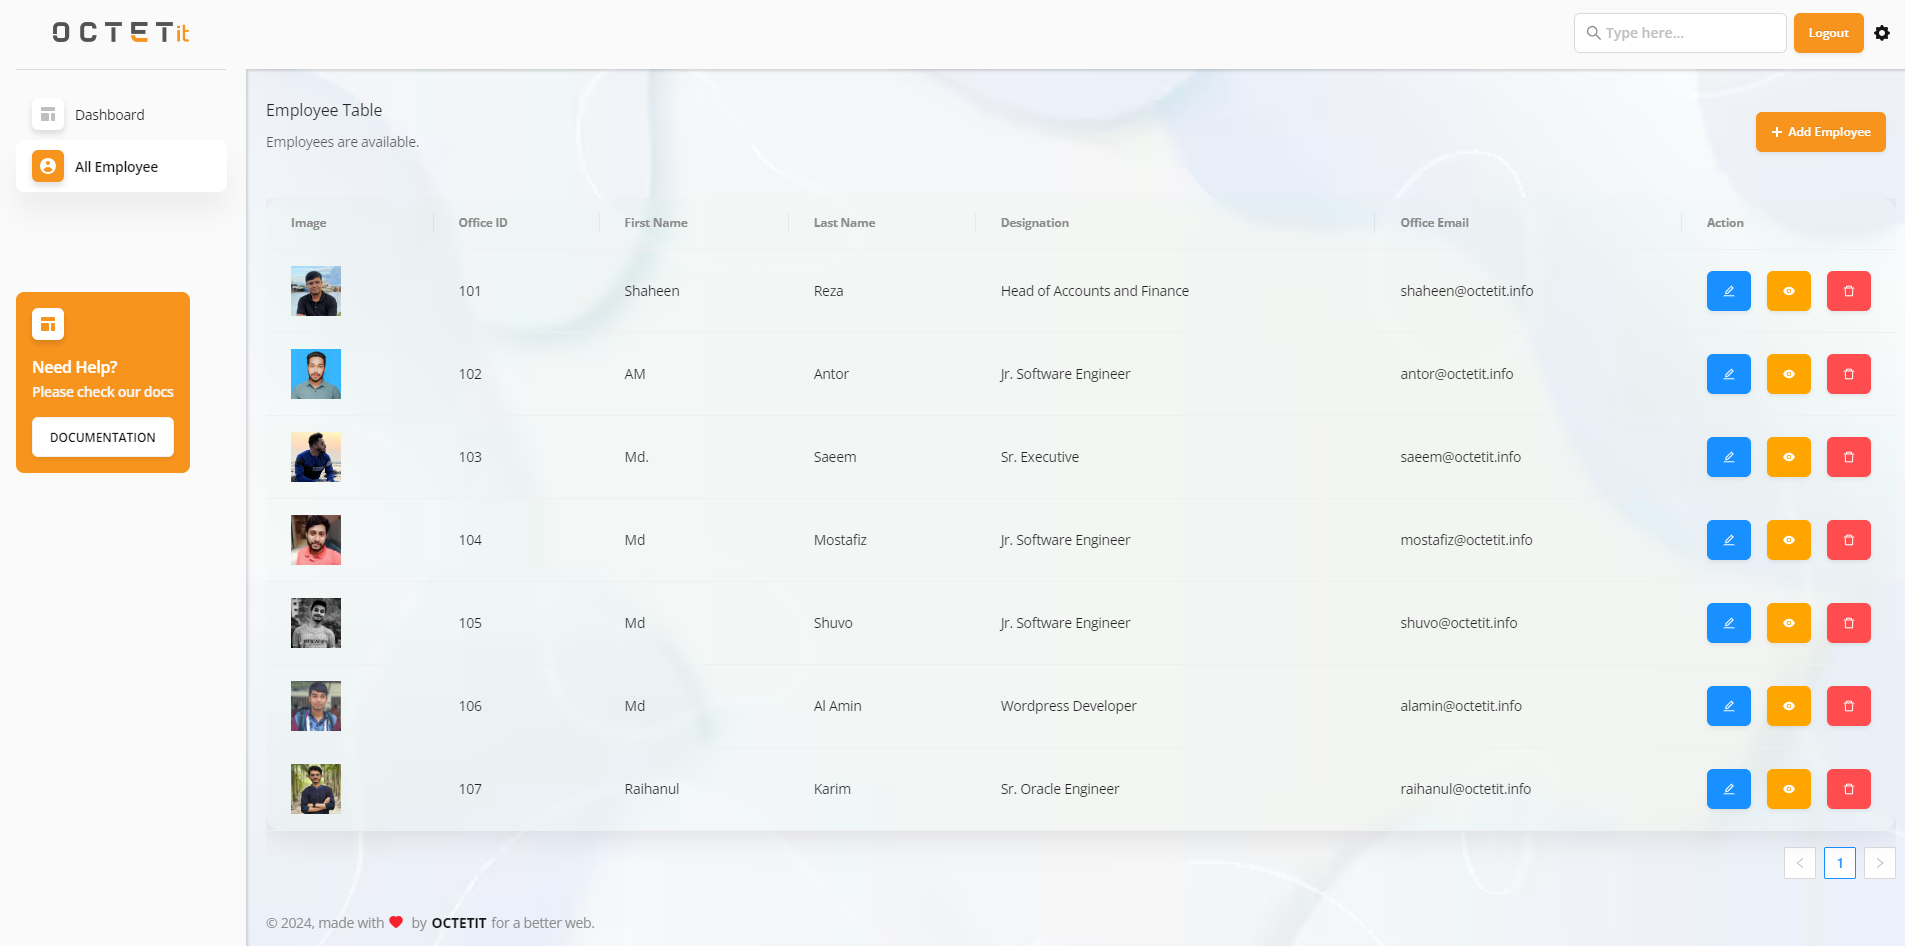 OCTETit
Type here...
Logout
Dashboard
All Employee
Need Help?
Please check our docs
DOCUMENTATION
Employee Table
Employees are available.
Add Employee
Image Office ID First Name Last Name Designation Office Email Action
101 Shaheen Reza Head of Accounts and Finance shaheen@octetit.info
102 AM Antor Jr. Software Engineer antor@octetit.info
103 Md. Saeem Sr. Executive saeem@octetit.info
104 Md Mostafiz Jr. Software Engineer mostafiz@octetit.info
105 Md Shuvo Jr. Software Engineer shuvo@octetit.info
106 Md Al Amin Wordpress Developer alamin@octetit.info
107 Raihanul Karim Sr. Oracle Engineer raihanul@octetit.info
< 1 >
© 2024, made with ❤ by OCTETIT for a better web.